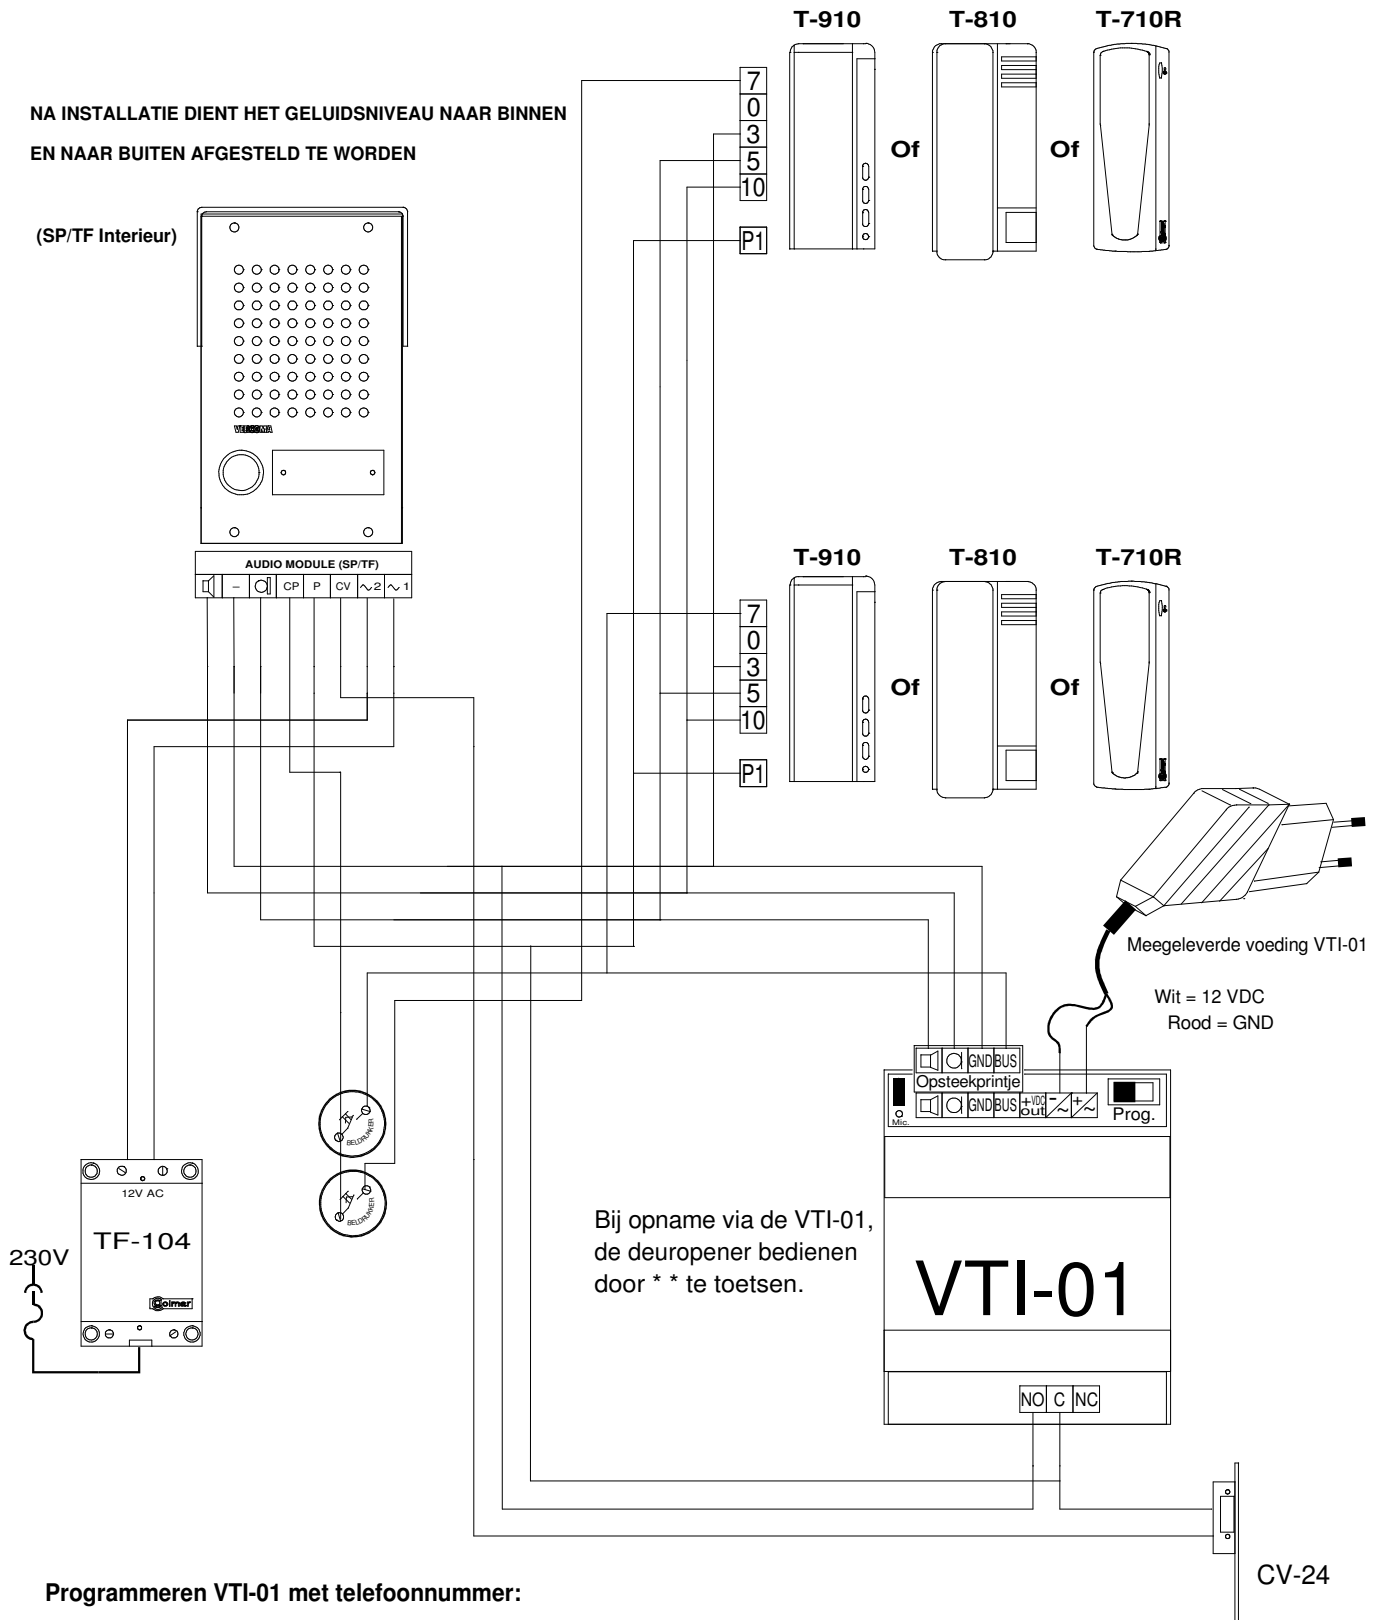 T-910 T-810 T-710R
7
0
3
5
10
P1
Of
Of
NA INSTALLATIE DIENT HET GELUIDSNIVEAU NAAR BINNEN
EN NAAR BUITEN AFGESTELD TE WORDEN
(SP/TF Interieur)
AUDIO MODULE (SP/TF)
– CP P CV ~2 ~1
T-910 T-810 T-710R
7
0
3
5
10
P1
Of
Of
Meegeleverde voeding VTI-01
Wit = 12 VDC
Rood = GND
GND BUS
Opsteekprintje
GND BUS +VDC out -~ +~
Mic.
Prog.
BELDRUKKER
BELDRUKKER
12V AC
TF-104
230V
Golmar
Bij opname via de VTI-01,
de deuropener bedienen
door * * te toetsen.
VTI-01
NO C NC
CV-24
Programmeren VTI-01 met telefoonnummer: